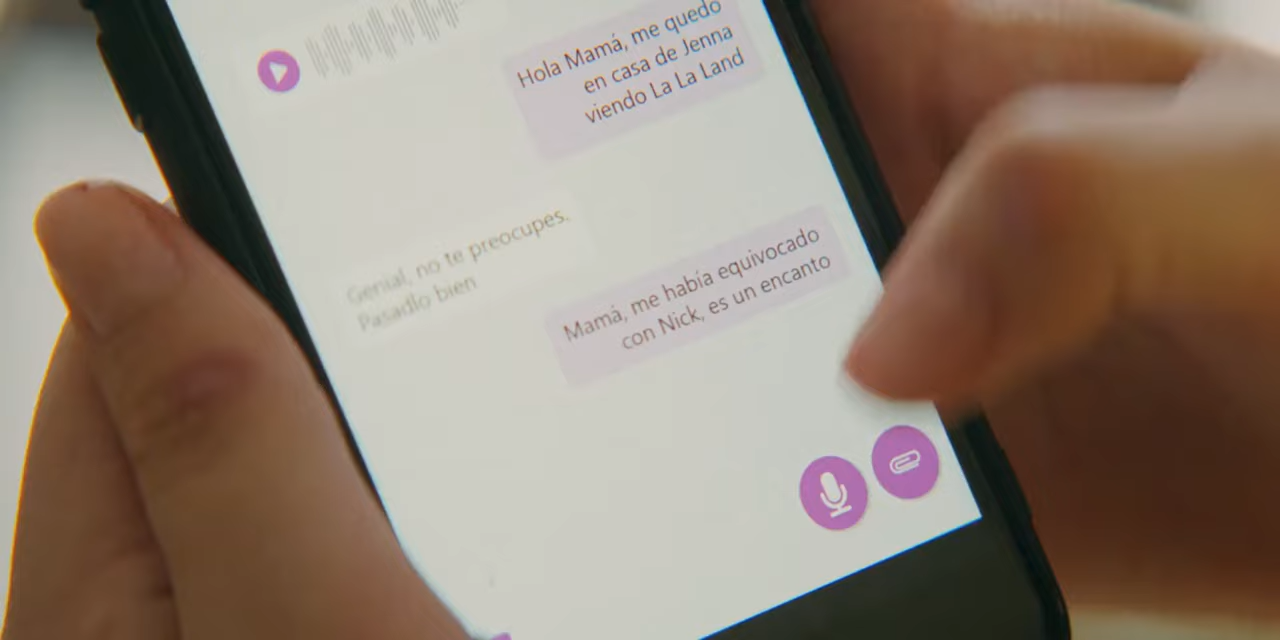 Hola Mamá, me quedo
en casa de Jenna
viendo La La Land
Genial, no te preocupes.
Pasadlo bien
Mamá, me había equivocado
con Nick, es un encanto